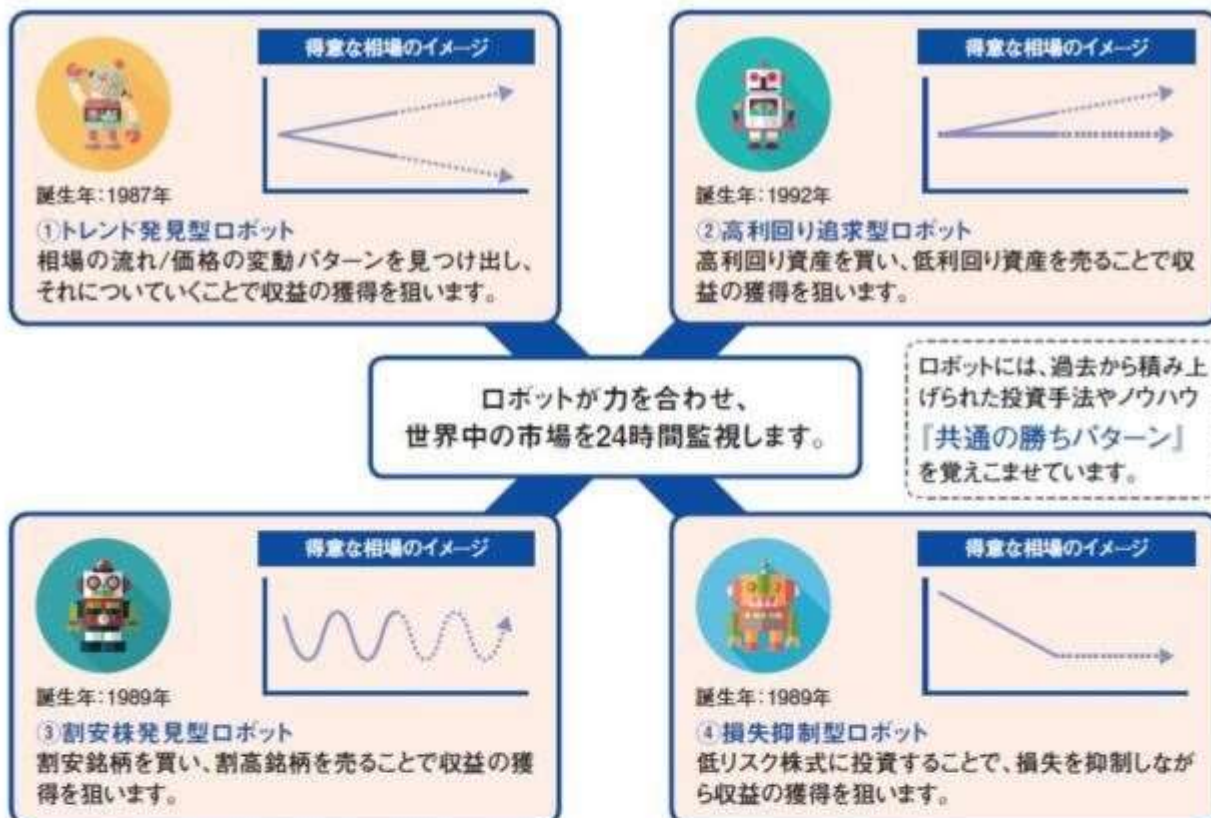 得意な相場のイメージ
誕生年:1987年
①トレンド発見型ロボット
相場の流れ/価格の変動パターンを見つけ出し、
それについていくことで収益の獲得を狙います。
得意な相場のイメージ
誕生年:1992年
②高利回り追求型ロボット
高利回り資産を買い、低利回り資産を売ることで収
益の獲得を狙います。
ロボットが力を合わせ、
世界中の市場を24時間監視します。
ロボットには、過去から積み上
げられた投資手法やノウハウ
『共通の勝ちパターン』
を覚えこませています。
得意な相場のイメージ
誕生年:1989年
③割安株発見型ロボット
割安銘柄を買い、割高銘柄を売ることで収益の獲
得を狙います。
得意な相場のイメージ
誕生年:1989年
④損失抑制型ロボット
低リスク株式に投資することで、損失を抑制しなが
ら収益の獲得を狙います。